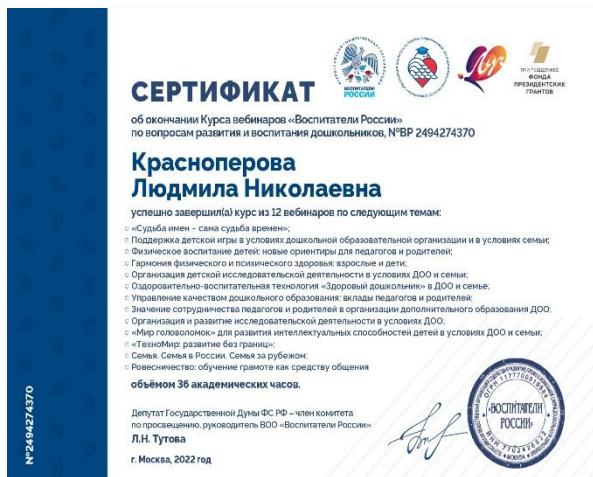 ВОСПИТАТЕЛИ
РОССИИ
Луч
ПРИ ПОДДЕРЖКЕ
ФОНДА
ПРЕЗИДЕНТСКИХ
ГРАНТОВ
СЕРТИФИКАТ
об окончании Курса вебинаров «Воспитатели России»
по вопросам развития и воспитания дошкольников, №ВР 2494274370
Красноперова
Людмила Николаевна
успешно завершил(а) курс из 12 вебинаров по следующим темам:
«Судьба имен – сама судьба времен»;
Поддержка детской игры в условиях дошкольной образовательной организации и в условиях семьи;
Физическое воспитание детей: новые ориентиры для педагогов и родителей;
Гармония физического и психического здоровья: взрослые и дети;
Организация детской исследовательской деятельности в условиях ДОО и семьи;
Оздоровительно-воспитательная технология «Здоровый дошкольник» в ДОО и семье;
Управление качеством дошкольного образования: вклады педагогов и родителей;
Значение сотрудничества педагогов и родителей в организации дополнительного образования ДОО;
Организация и развитие исследовательской деятельности в условиях ДОО;
«Мир головоломок» для развития интеллектуальных способностей детей в условиях ДОО и семьи;
«ТехноМир: развитие без границ»;
Семья. Семья в России. Семья за рубежом;
Ровесничество: обучение грамоте как средству общения
объёмом 36 академических часов.
Депутат Государственной Думы ФС РФ – член комитета
по просвещению, руководитель ВОО «Воспитатели России»
Л.Н. Тутова
г. Москва, 2022 год
«ВОСПИТАТЕЛИ
РОССИИ»
№2494274370